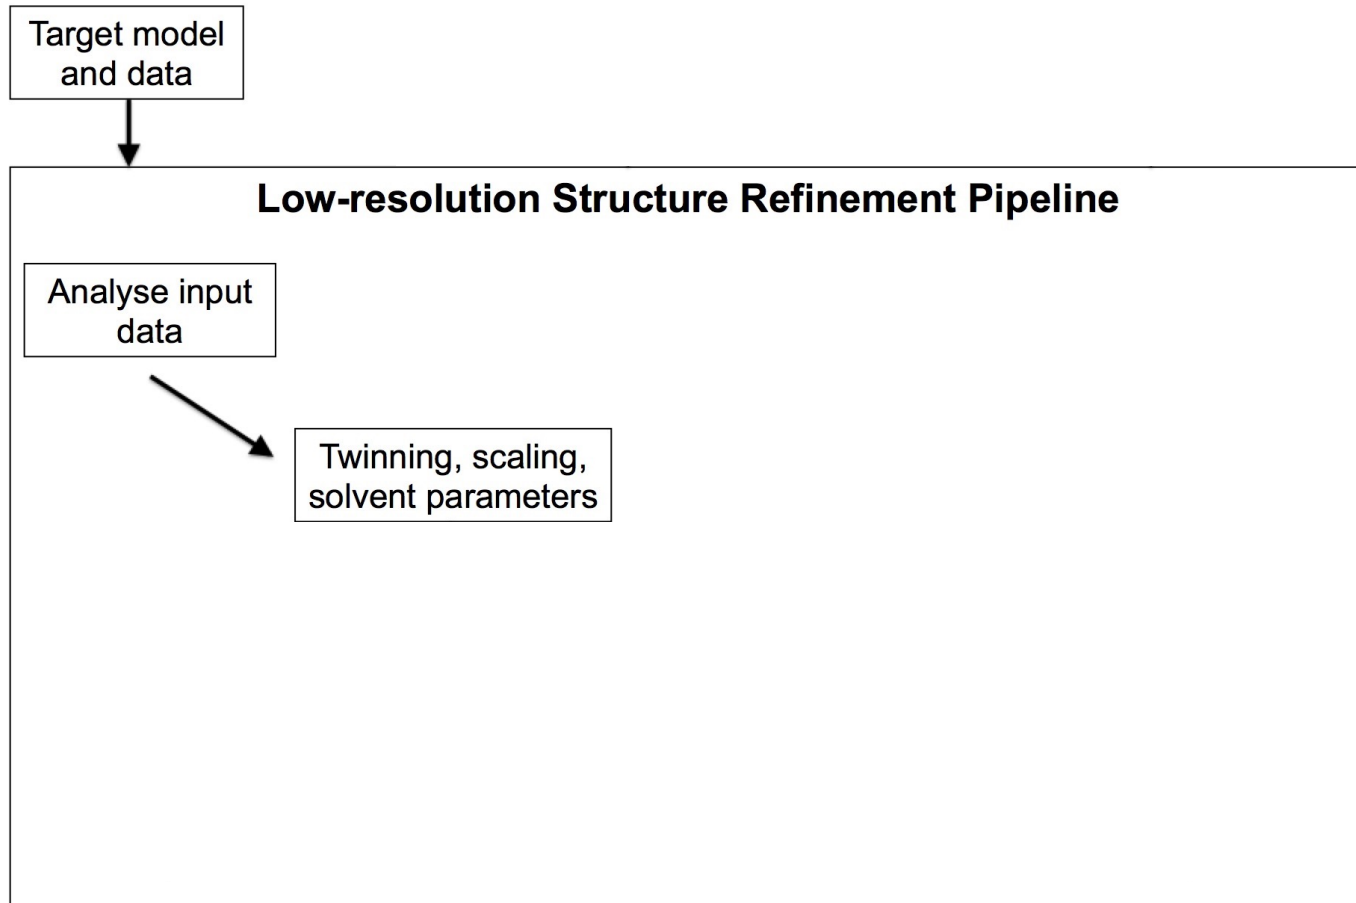 Target model
and data
Low-resolution Structure Refinement Pipeline
Analyse input
data
Twinning, scaling,
solvent parameters